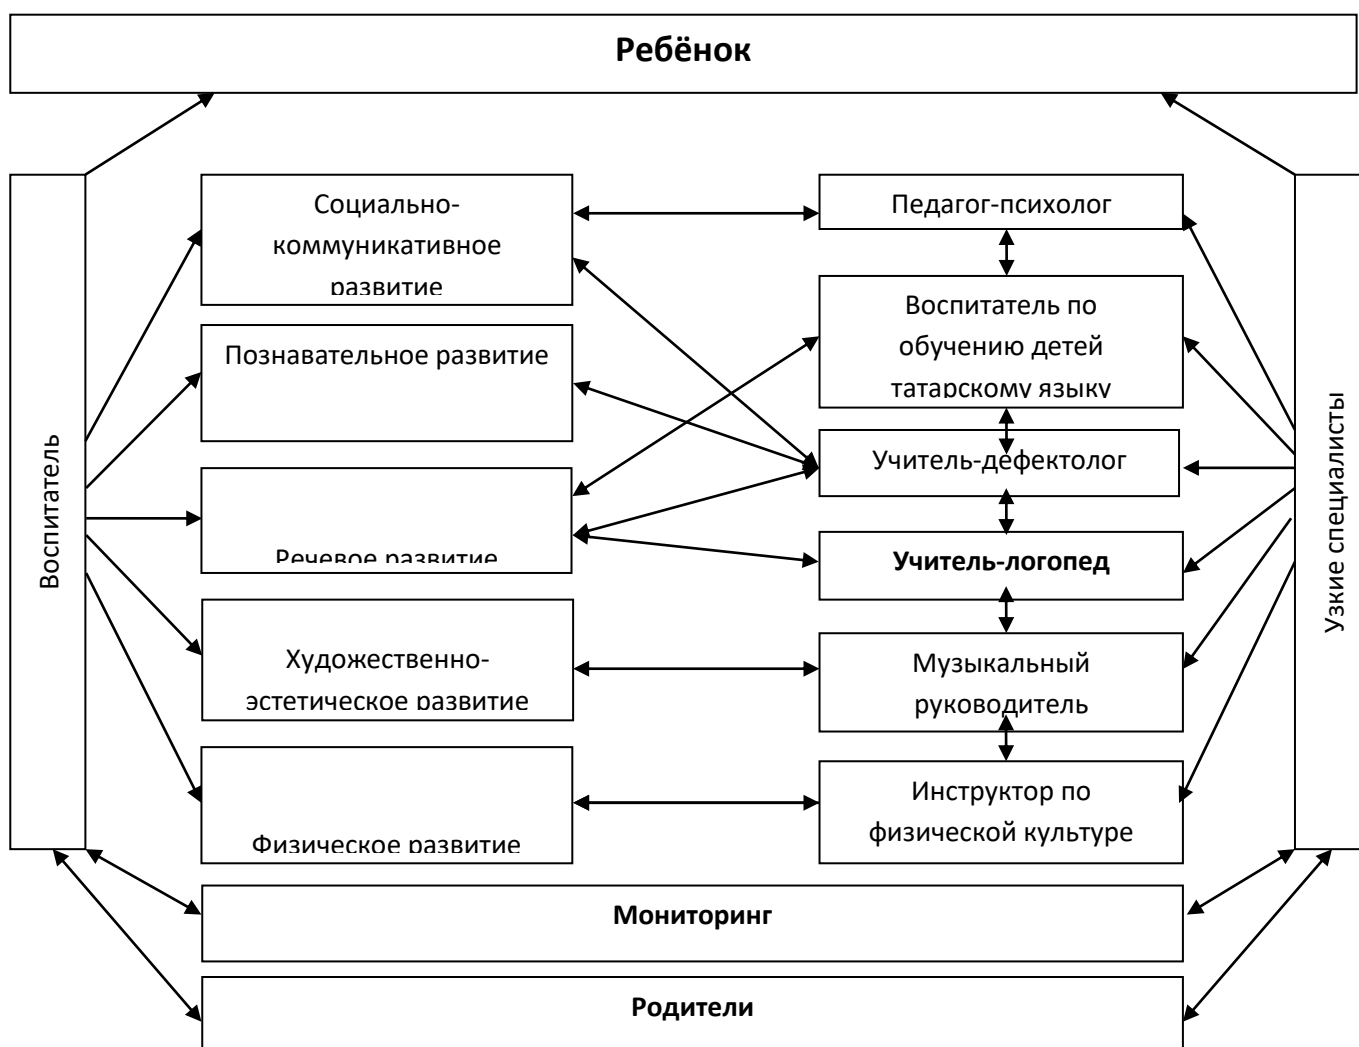 Ребёнок
Воспитатель
Социально-
коммуникативное
развитие
Педагог-психолог
Познавательное развитие
Воспитатель по
обучению детей
татарскому языку
Речевое развитие
Учитель-дефектолог
Учитель-логопед
Художественно-
эстетическое развитие
Музыкальный
руководитель
Физическое развитие
Инструктор по
физической культуре
Узкие специалисты
Мониторинг
Родители